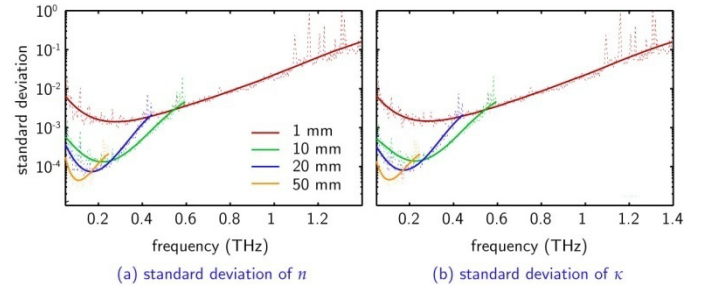 10⁰
10⁻¹
10⁻²
10⁻³
10⁻⁴
standard deviation
1 mm
10 mm
20 mm
50 mm
0.2 0.4 0.6 0.8 1 1.2
0.2 0.4 0.6 0.8 1 1.2 1.4
frequency (THz)
frequency (THz)
(a) standard deviation of n
(b) standard deviation of κ